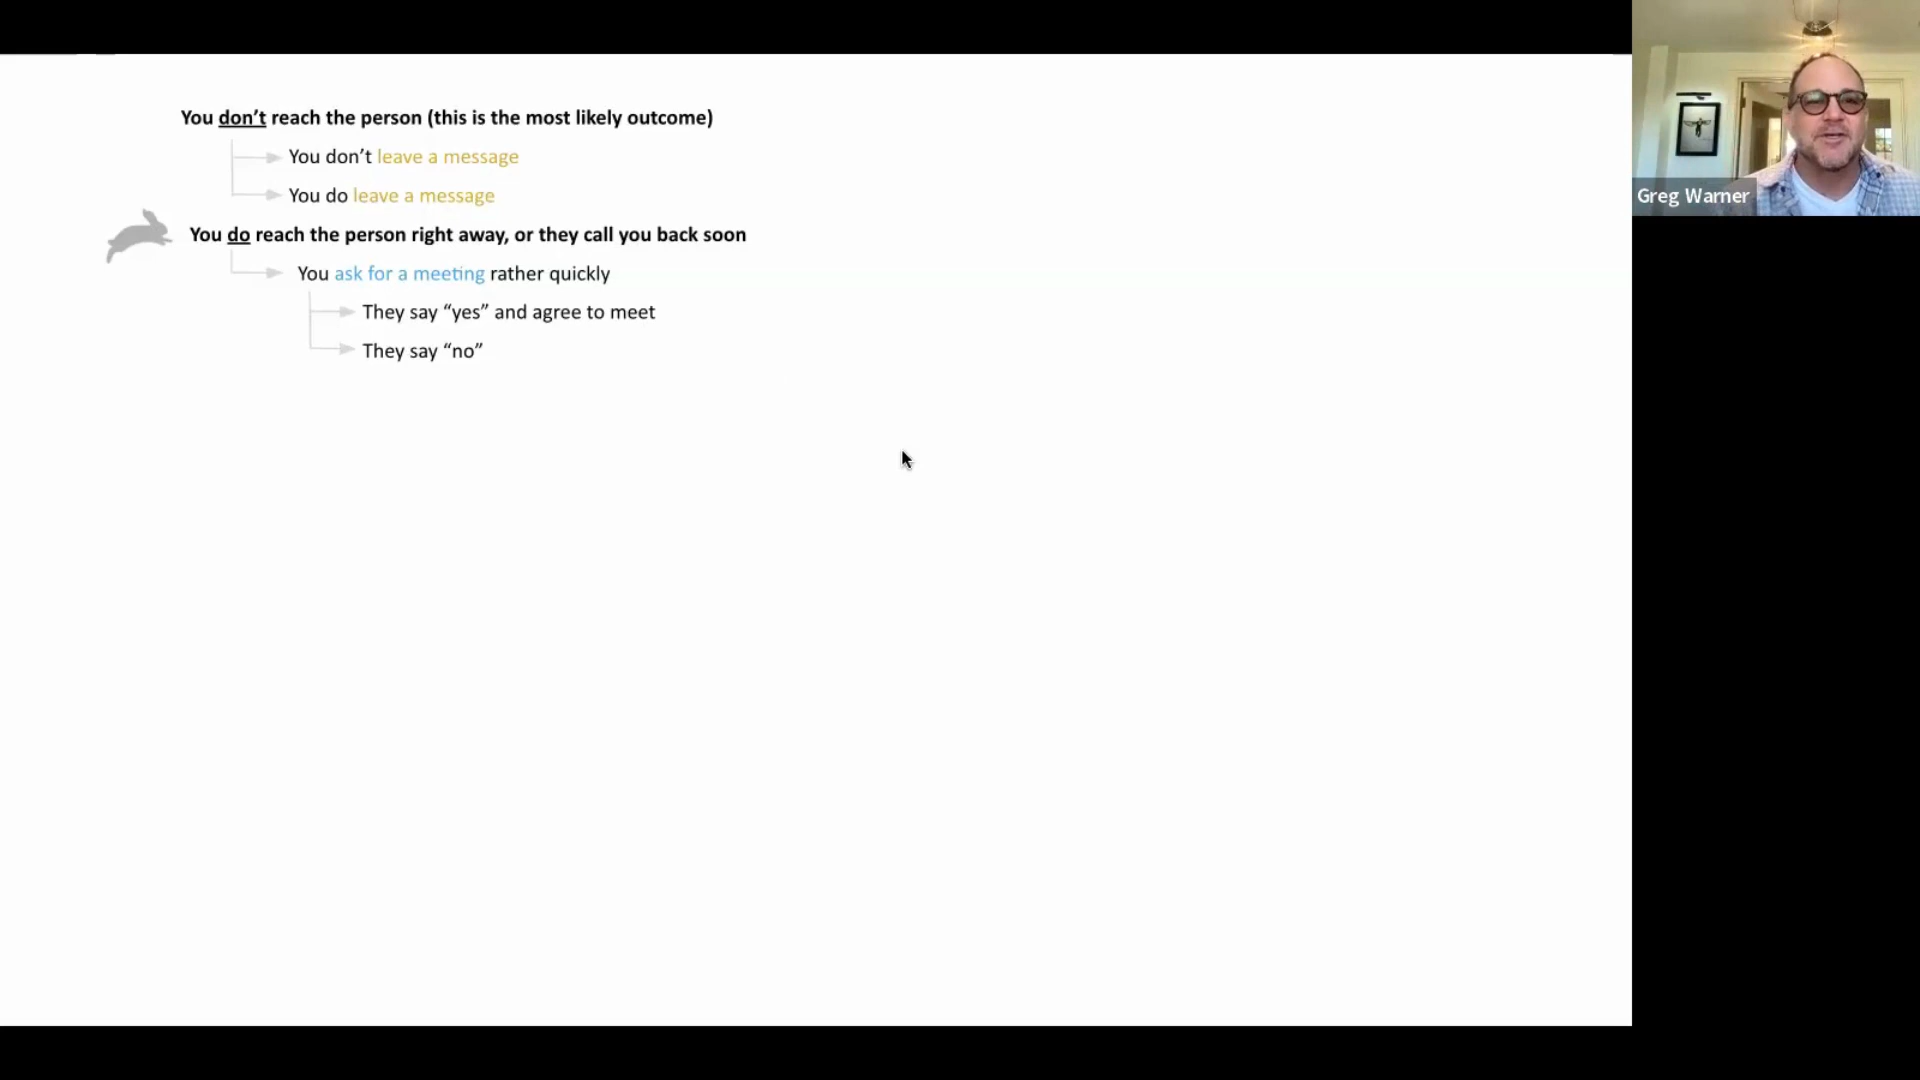 You don’t reach the person (this is the most likely outcome)
You don’t leave a message
You do leave a message
You do reach the person right away, or they call you back soon
You ask for a meeting rather quickly
They say “yes” and agree to meet
They say “no”
Greg Warner